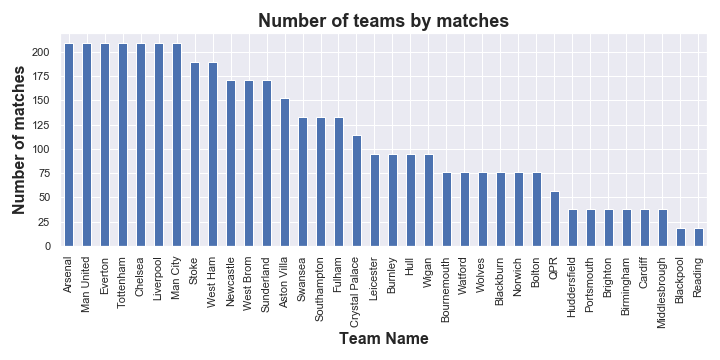 Number of teams by matches
Number of matches
200
175
150
125
100
75
50
25
0
Arsenal
Man United
Everton
Tottenham
Chelsea
Liverpool
Man City
Stoke
West Ham
Newcastle
West Brom
Sunderland
Aston Villa
Swansea
Southampton
Fulham
Crystal Palace
Leicester
Burnley
Hull
Wigan
Bournemouth
Watford
Wolves
Blackburn
Norwich
Bolton
QPR
Huddersfield
Portsmouth
Brighton
Birmingham
Cardiff
Middlesbrough
Blackpool
Reading
Team Name